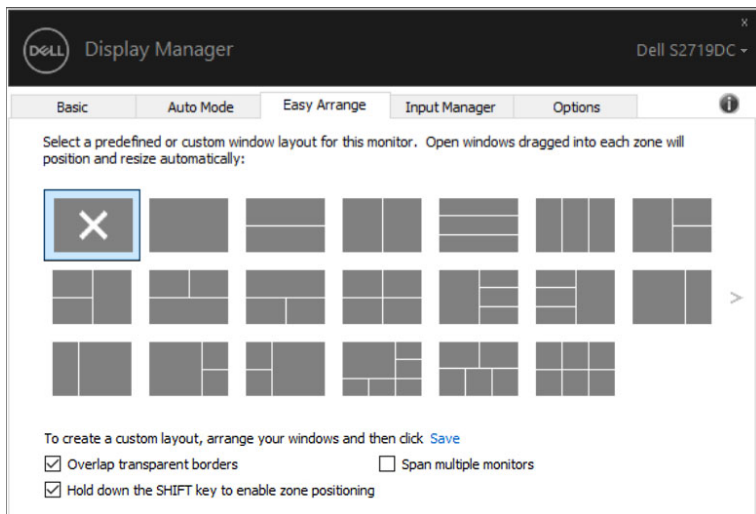 DELL Display Manager
x
Dell S2719DC
Basic Auto Mode Easy Arrange Input Manager Options i
Select a predefined or custom window layout for this monitor. Open windows dragged into each zone will
position and resize automatically:
>
To create a custom layout, arrange your windows and then click Save
Overlap transparent borders Span multiple monitors
Hold down the SHIFT key to enable zone positioning